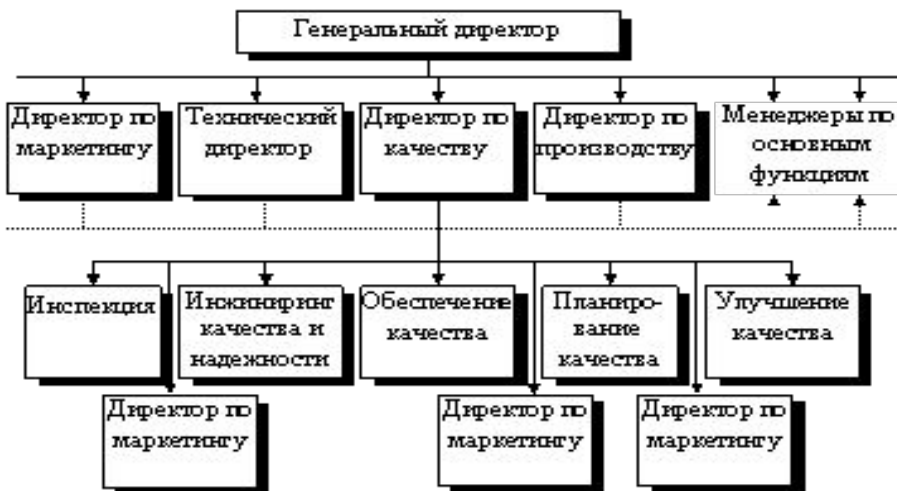 Генеральный директор
Директор по
маркетингу
Технический
директор
Директор по
качеству
Директор по
производству
Менеджеры по
основным
функциям
Инспекция
Инжиниринг
качества и
надежности
Обеспечение
качества
Планиро-
вание
качества
Улучшение
качества
Директор по
маркетингу
Директор по
маркетингу
Директор по
маркетингу